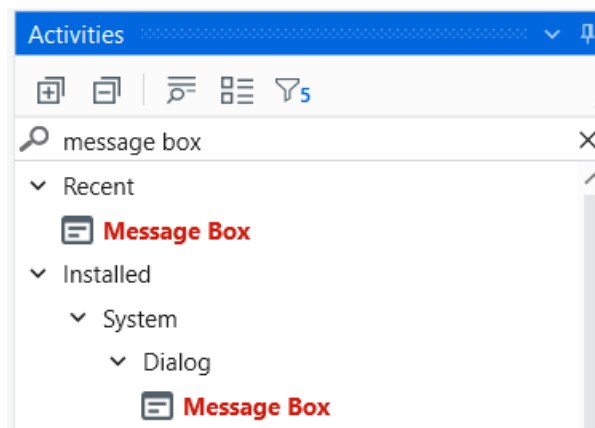 Activities
5
message box
Recent
Message Box
Installed
System
Dialog
Message Box